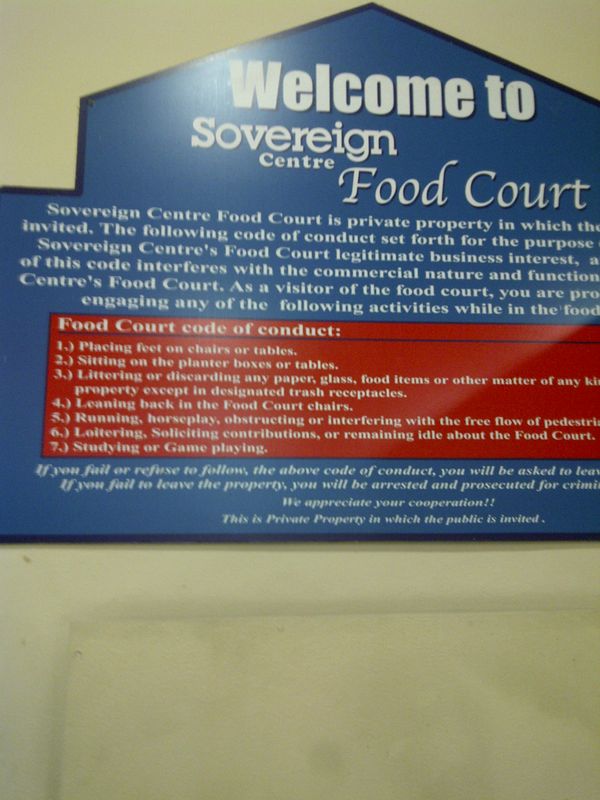 Welcome to
Sovereign
Centre
Food Court
Sovereign Centre Food Court is private property in which the
invited. The following code of conduct set forth for the purpose
Sovereign Centre's Food Court legitimate business interest, a
of this code interferes with the commercial nature and function
Centre's Food Court. As a visitor of the food court, you are pro
engaging any of the following activities while in the food
Food Court code of conduct:
1.) Placing feet on chairs or tables.
2.) Sitting on the planter boxes or tables.
3.) Littering or discarding any paper, glass, food items or other matter of any kin
property except in designated trash receptacles.
4.) Leaning back in the Food Court chairs.
5.) Running, horseplay, obstructing or interfering with the free flow of pedestri
6.) Loitering, Soliciting contributions, or remaining idle about the Food Court.
7.) Studying or Game playing.
If you fail or refuse to follow, the above code of conduct, you will be asked to leav
If you fail to leave the property, you will be arrested and prosecuted for crimi
We appreciate your cooperation!!
This is Private Property in which the public is invited .